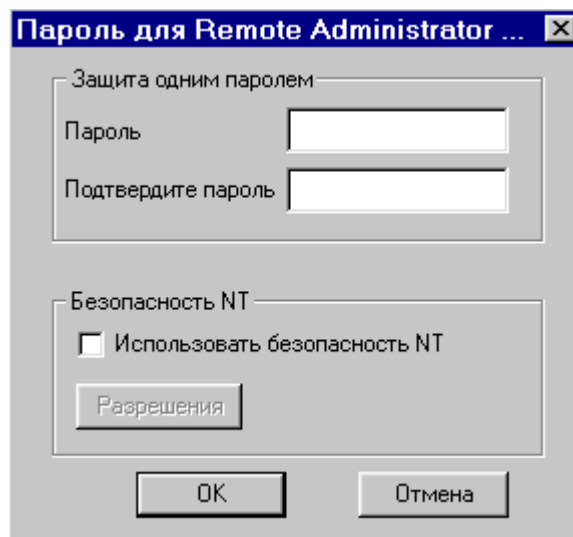 Пароль для Remote Administrator ...
Защита одним паролем
Пароль
Подтвердите пароль
Безопасность NT
Использовать безопасность NT
Разрешения
OK
Отмена